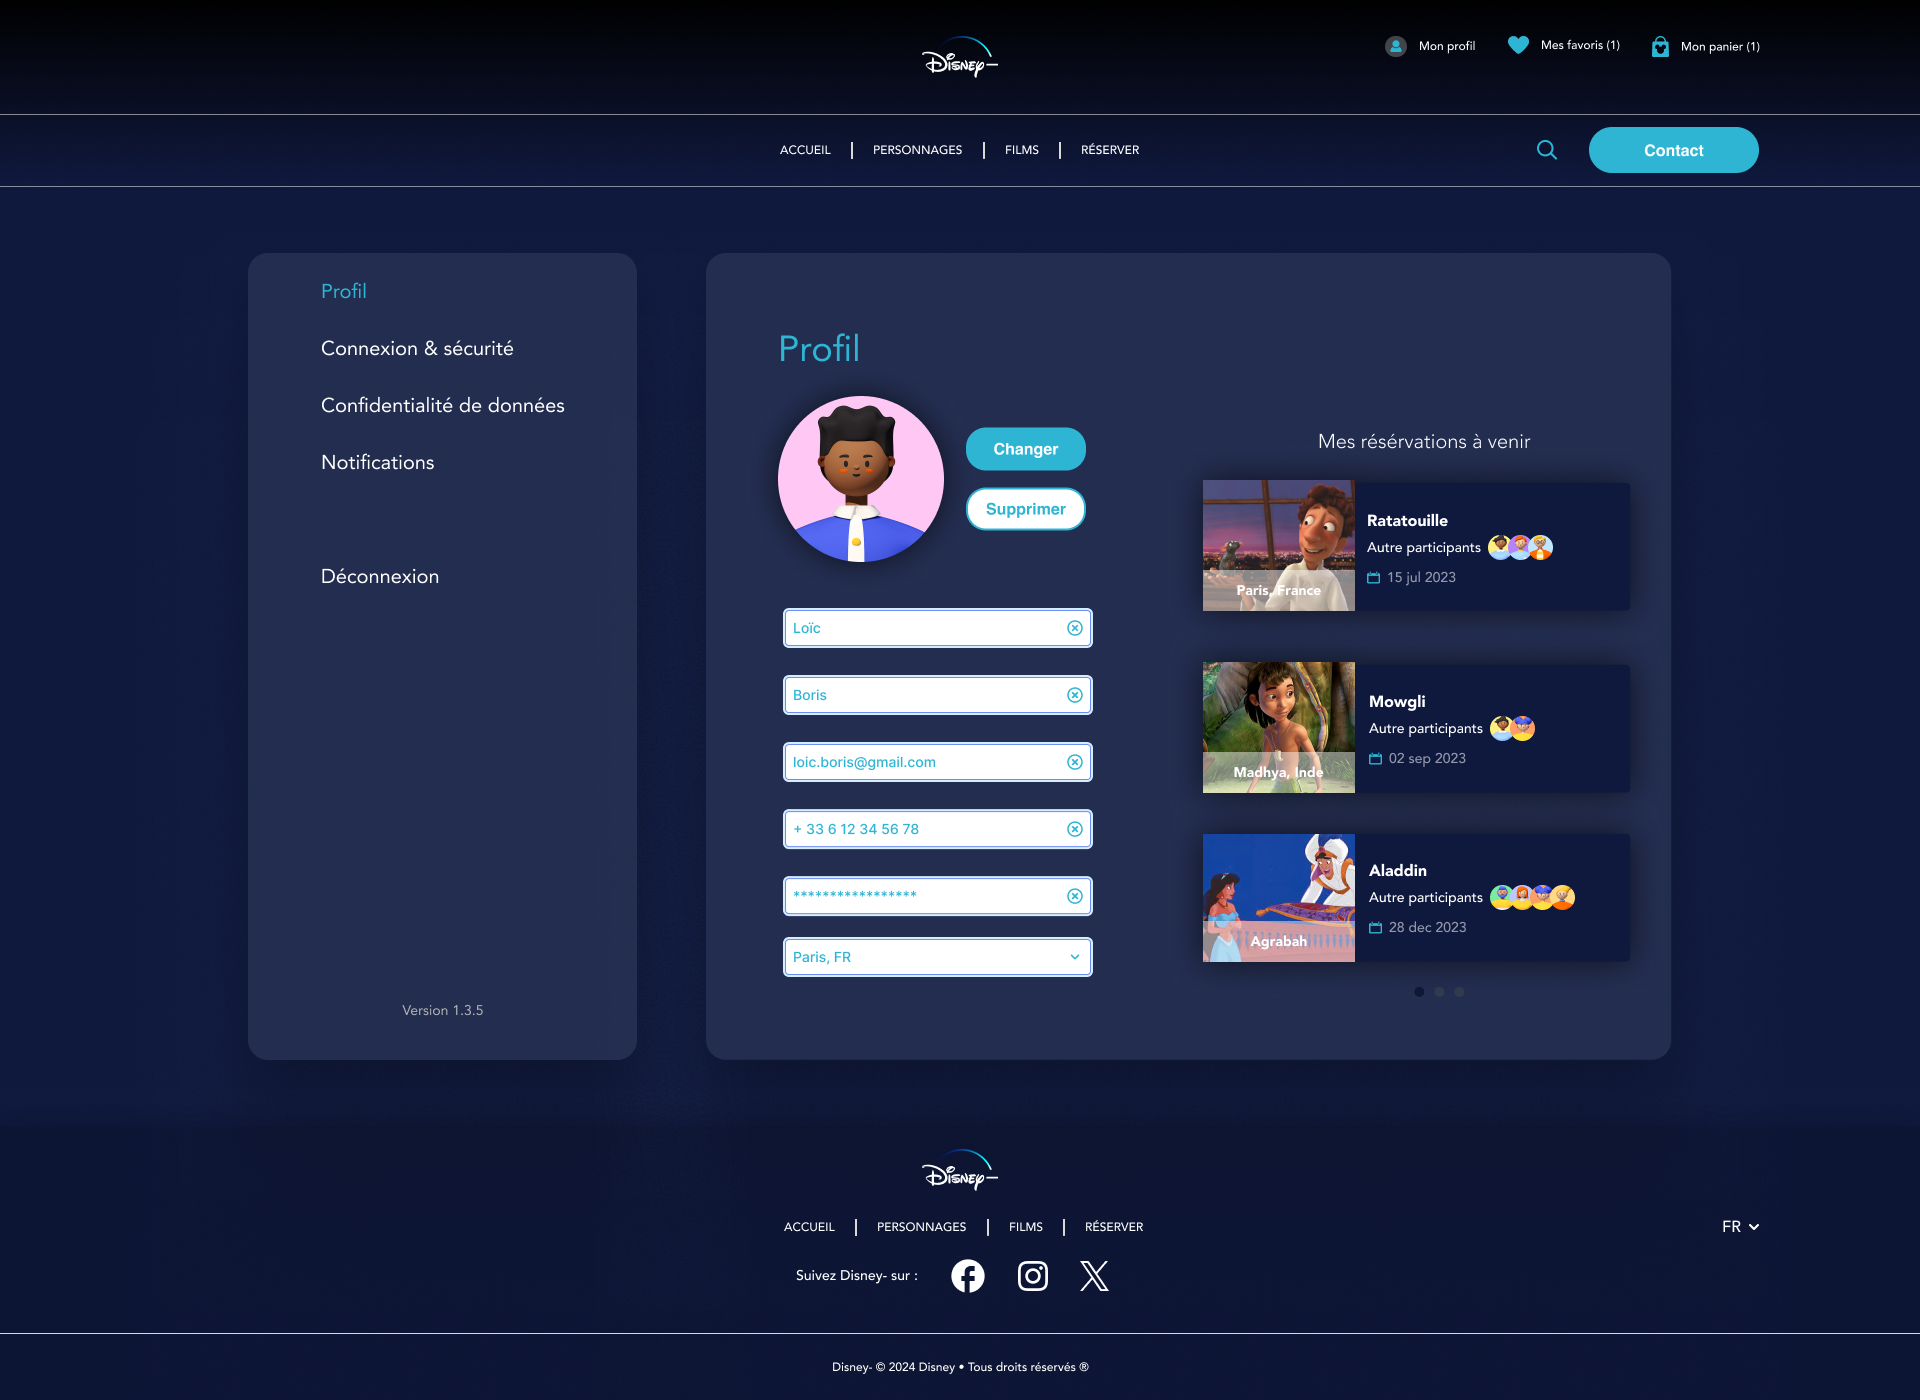 Disney-
Mon profil
Mes favoris (1)
Mon panier (1)
ACCUEIL
PERSONNAGES
FILMS
RÉSERVER
Contact
Profil
Connexion & sécurité
Confidentialité de données
Notifications
Déconnexion
Version 1.3.5
Profil
Changer
Supprimer
Loïc
Boris
loic.boris@gmail.com
+ 33 6 12 34 56 78
*****************
Paris, FR
Mes résérvations à venir
Paris, France
Ratatouille
Autre participants
15 jul 2023
Madhya, Inde
Mowgli
Autre participants
02 sep 2023
Agrabah
Aladdin
Autre participants
28 dec 2023
Disney-
ACCUEIL
PERSONNAGES
FILMS
RÉSERVER
FR
Suivez Disney- sur :
Disney- © 2024 Disney • Tous droits réservés ®